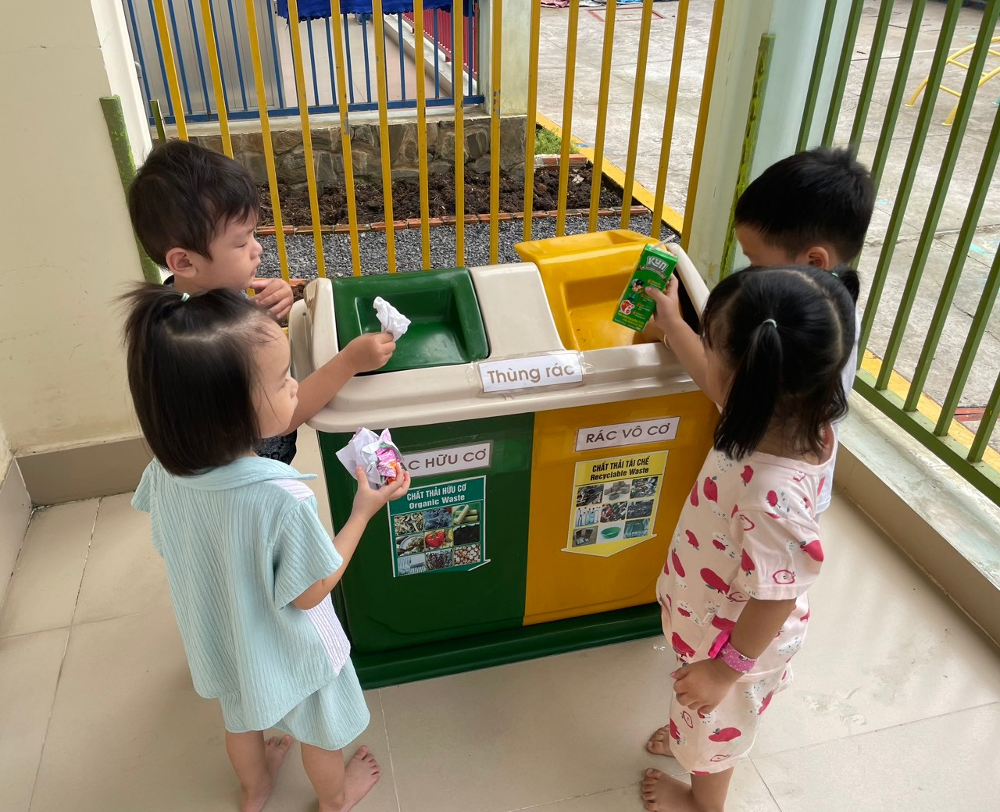 KUN
Thùng rác
ÁC HỮU CƠ
CHẤT THẢI HỮU CƠ
Organic Waste
RÁC VÔ CƠ
CHẤT THẢI TÁI CHẾ
Recyclable Waste